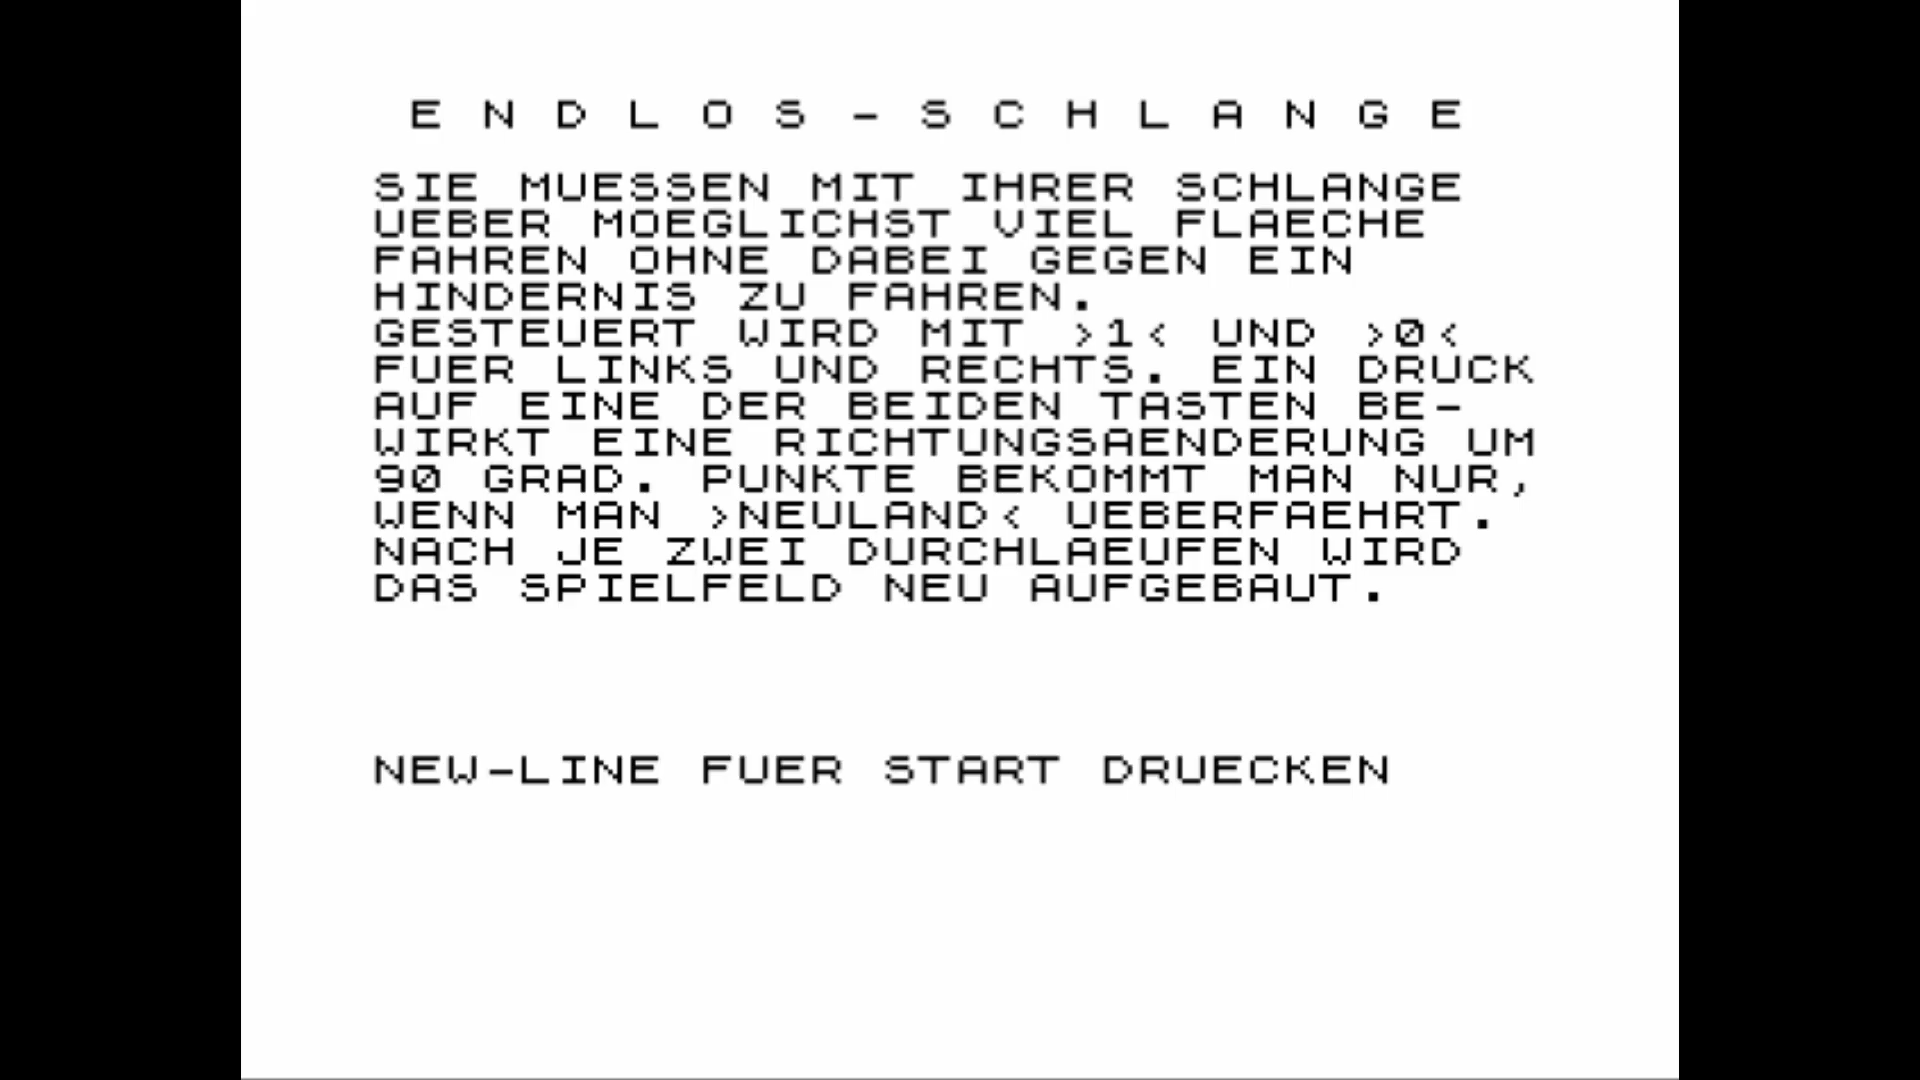 E N D L O S - S C H L A N G E
SIE MUESSEN MIT IHRER SCHLANGE
UEBER MOEGLICHST VIEL FLAECHE
FAHREN OHNE DABEI GEGEN EIN
HINDERNIS ZU FAHREN.
GESTEUERT WIRD MIT >1< UND >0<
FUER LINKS UND RECHTS. EIN DRUCK
AUF EINE DER BEIDEN TASTEN BE-
WIRKT EINE RICHTUNGSAENDERUNG UM
90 GRAD. PUNKTE BEKOMMT MAN NUR,
WENN MAN >NEULAND< UEBERFAEHRT.
NACH JE ZWEI DURCHLAEUFEN WIRD
DAS SPIELFELD NEU AUFGEBAUT.
NEW-LINE FUER START DRUECKEN